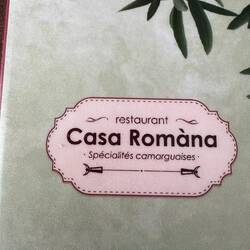 restaurant
Casa Romàna
· Spécialités camarguaises ·